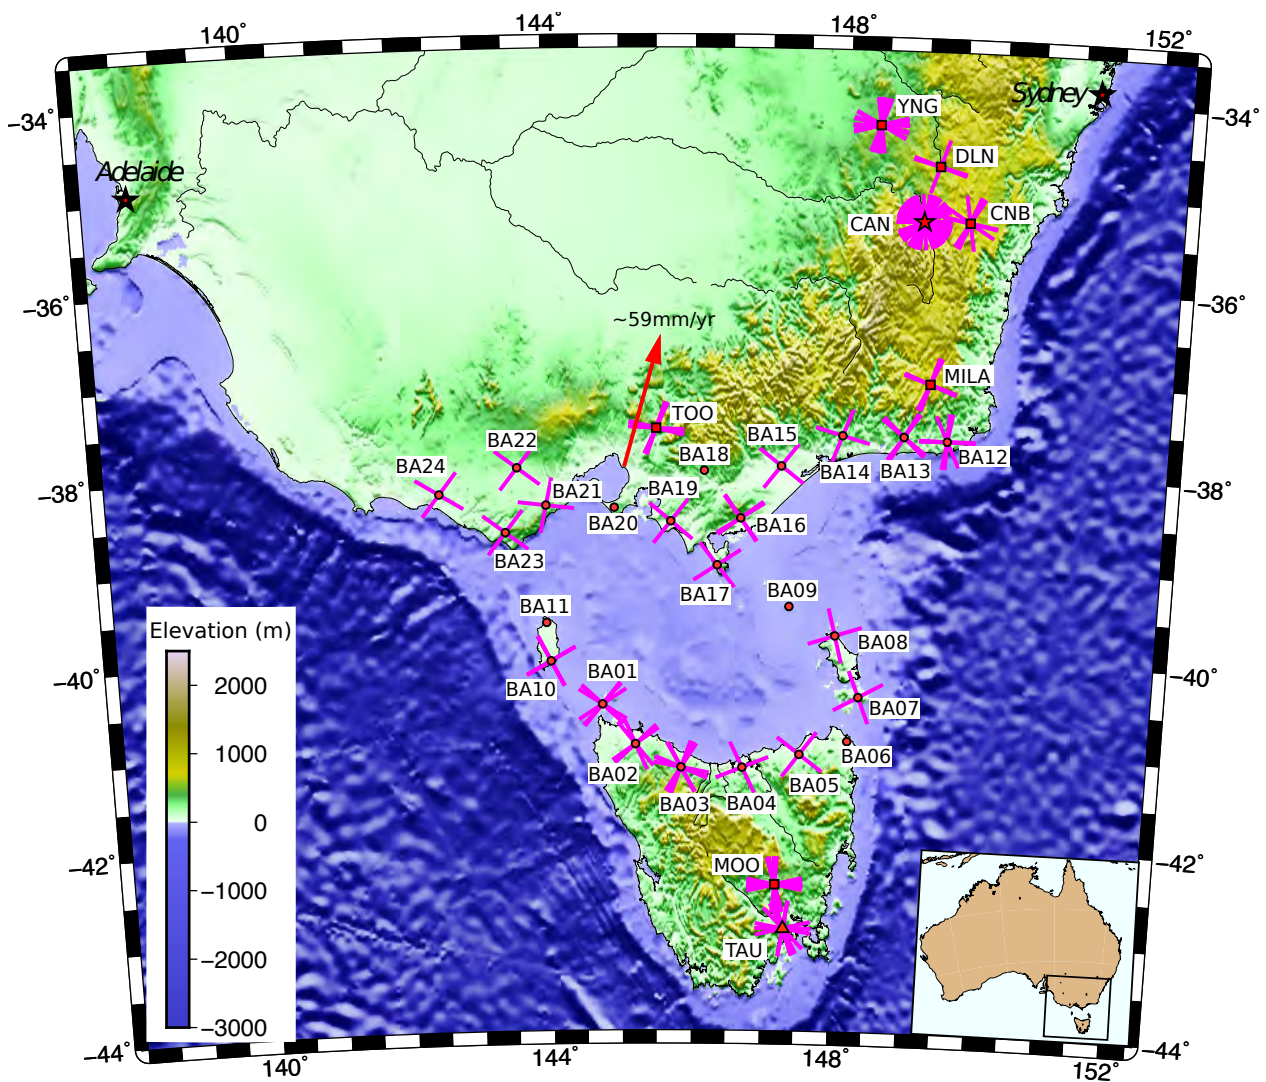 140°
144°
148°
152°
−34°
−34°
YNG
Sydney
DLN
Adelaide
CAN
CNB
−36°
−36°
~59mm/yr
MILA
TOO
BA22
BA15
BA18
BA24
BA14
BA13
BA12
−38°
−38°
BA21
BA19
BA20
BA16
BA23
BA17
BA09
BA11
Elevation (m)
BA08
BA01
BA10
−40°
−40°
2000
BA07
1000
BA02
BA06
BA03
BA04
BA05
0
−42°
−42°
MOO
−1000
TAU
−2000
−3000
−44°
−44°
140°
144°
148°
152°